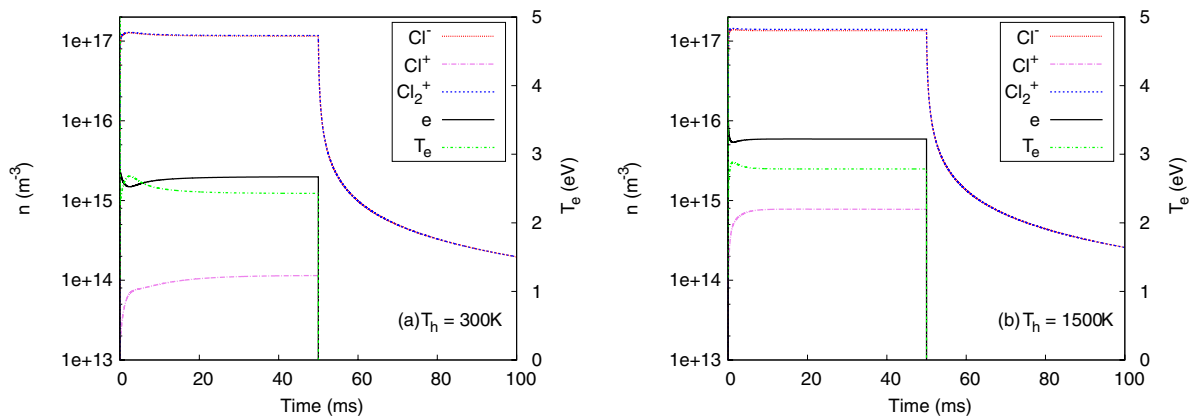 1e+17
1e+16
1e+15
1e+14
1e+13
n (m-3)
0 20 40 60 80 100
Time (ms)
5
4
3
2
1
0
Te (eV)
Cl-
Cl+
Cl2+
e
Te
(a) Th = 300K
1e+17
1e+16
1e+15
1e+14
1e+13
n (m-3)
0 20 40 60 80 100
Time (ms)
5
4
3
2
1
0
Te (eV)
Cl-
Cl+
Cl2+
e
Te
(b) Th = 1500K